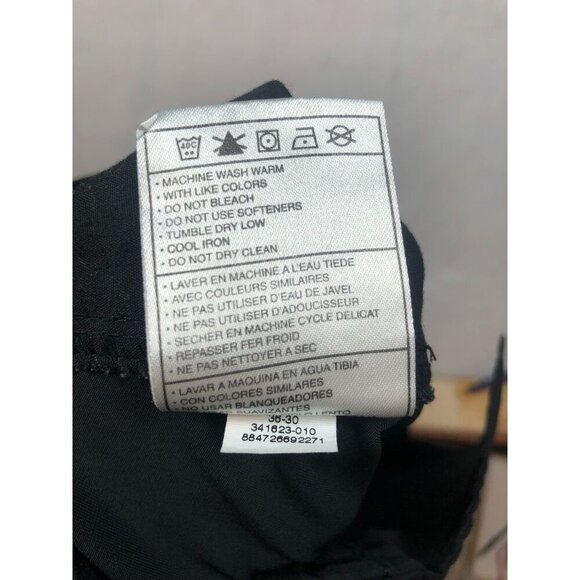 40C
• MACHINE WASH WARM
• WITH LIKE COLORS
• DO NOT BLEACH
• DO NOT USE SOFTENERS
• TUMBLE DRY LOW
• COOL IRON
• DO NOT DRY CLEAN
• LAVER EN MACHINE A L'EAU TIEDE
• AVEC COULEURS SIMILAIRES
• NE PAS UTILISER D'EAU DE JAVEL
• NE PAS UTILISER D'ADOUCISSEUR
• SECHER EN MACHINE CYCLE DELICAT
• REPASSER FER FROID
• NE PAS NETTOYER A SEC
• LAVAR A MAQUINA EN AGUA TIBIA
• CON COLORES SIMILARES
• NO USAR BLANQUEADORES
SUAVIZANTES
LENTO
36-30
341623-010
884726692271